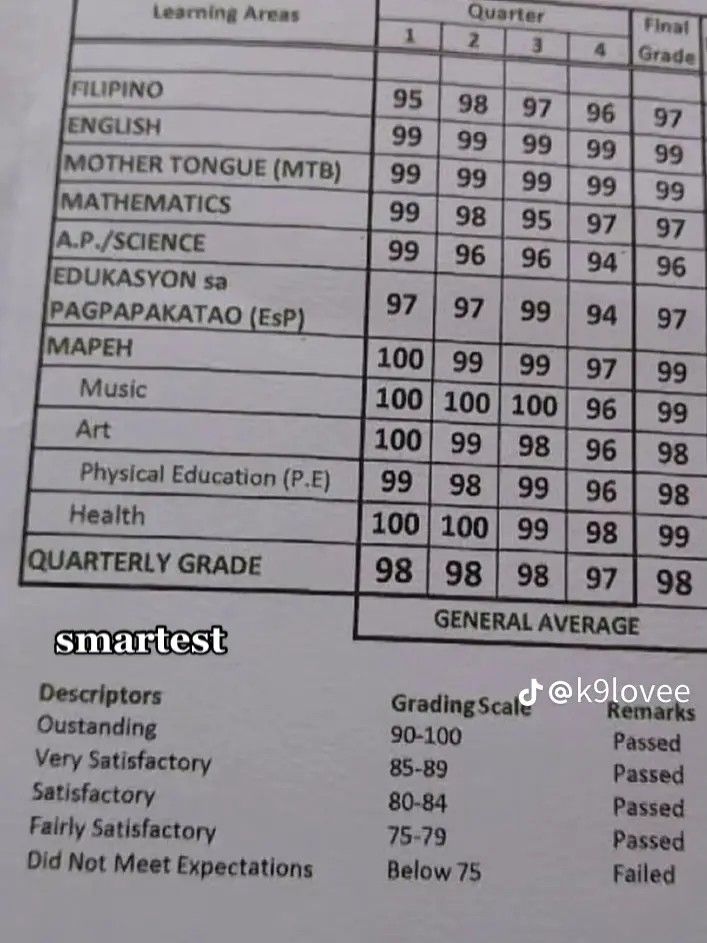 Learning Areas Quarter Final Grade
1 2 3 4
FILIPINO 95 98 97 96 97
ENGLISH 99 99 99 99 99
MOTHER TONGUE (MTB) 99 99 99 99 99
MATHEMATICS 99 98 95 97 97
A.P./SCIENCE 99 96 96 94 96
EDUKASYON sa
PAGPAPAKATAO (EsP) 97 97 99 94 97
MAPEH 100 99 99 97 99
Music 100 100 100 96 99
Art 100 99 98 96 98
Physical Education (P.E) 99 98 99 96 98
Health 100 100 99 98 99
QUARTERLY GRADE 98 98 98 97 98
GENERAL AVERAGE
smartest
@k9lovee
Descriptors Grading Scale Remarks
Oustanding 90-100 Passed
Very Satisfactory 85-89 Passed
Satisfactory 80-84 Passed
Fairly Satisfactory 75-79 Passed
Did Not Meet Expectations Below 75 Failed